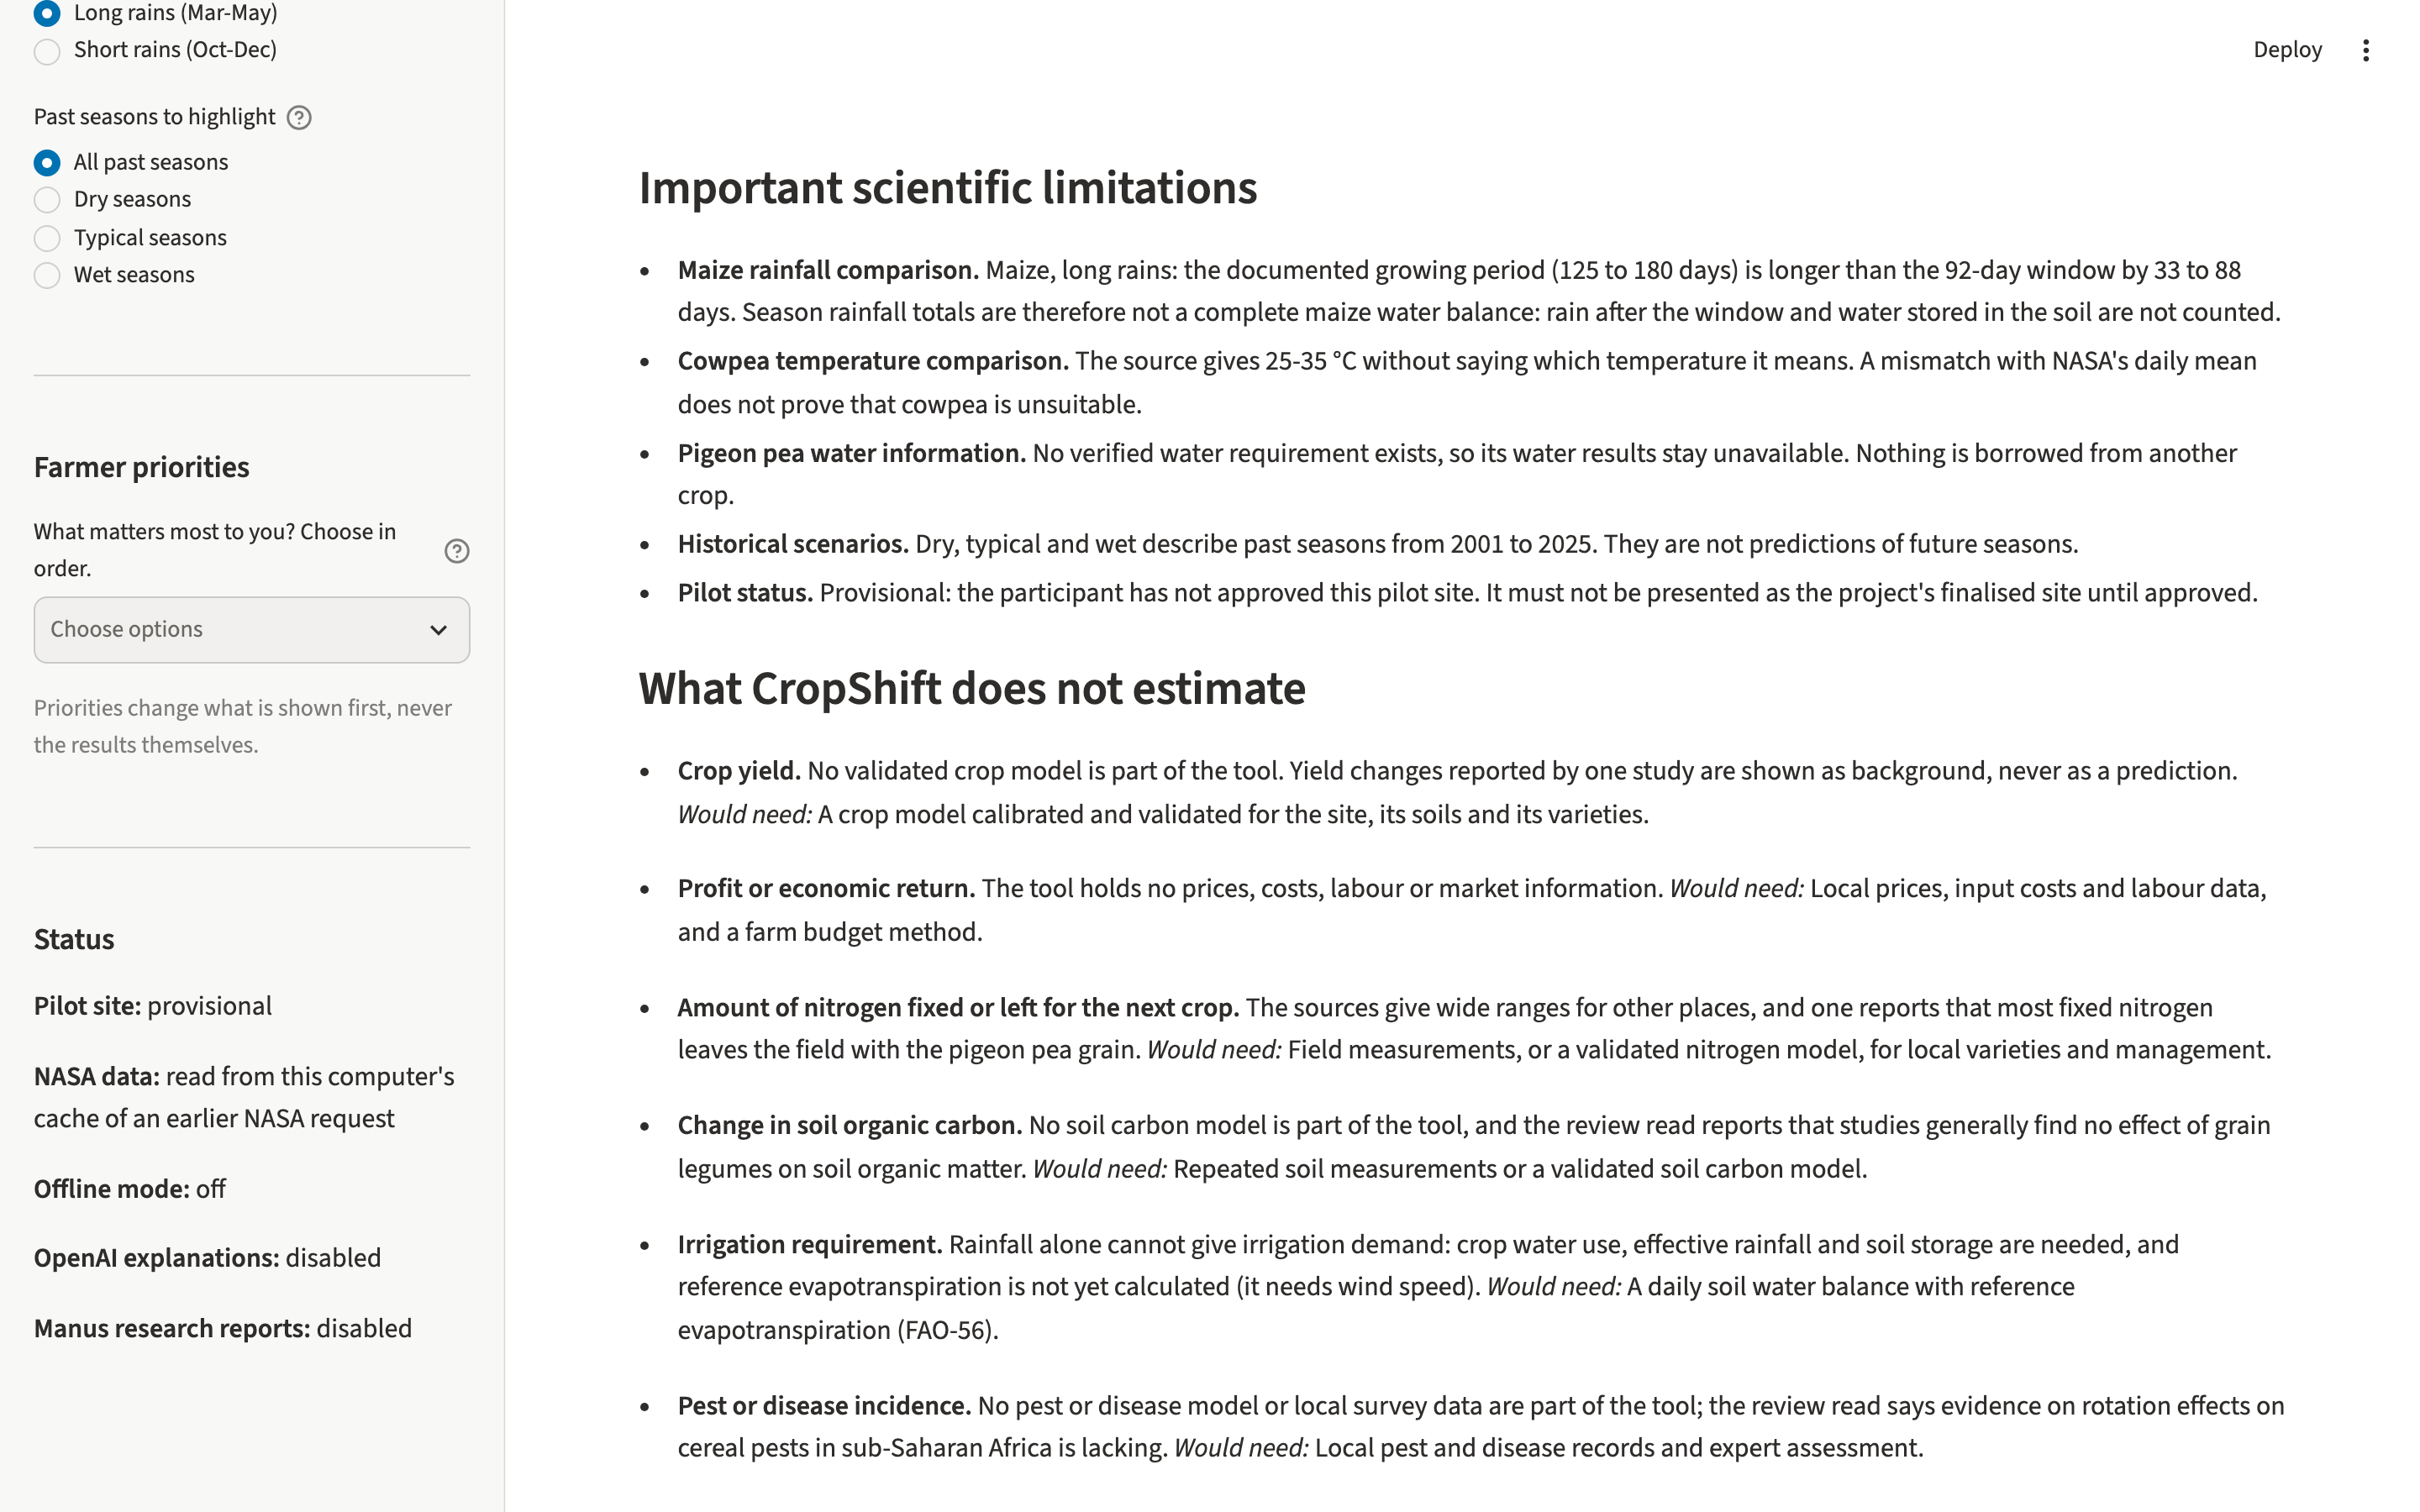 Long rains (Mar-May)
Short rains (Oct-Dec)
Past seasons to highlight
All past seasons
Dry seasons
Typical seasons
Wet seasons
Farmer priorities
What matters most to you? Choose in
order.
Choose options
Priorities change what is shown first, never
the results themselves.
Status
Pilot site: provisional
NASA data: read from this computer's
cache of an earlier NASA request
Offline mode: off
OpenAI explanations: disabled
Manus research reports: disabled
Deploy
Important scientific limitations
• Maize rainfall comparison. Maize, long rains: the documented growing period (125 to 180 days) is longer than the 92-day window by 33 to 88
days. Season rainfall totals are therefore not a complete maize water balance: rain after the window and water stored in the soil are not counted.
• Cowpea temperature comparison. The source gives 25-35 °C without saying which temperature it means. A mismatch with NASA's daily mean
does not prove that cowpea is unsuitable.
• Pigeon pea water information. No verified water requirement exists, so its water results stay unavailable. Nothing is borrowed from another
crop.
• Historical scenarios. Dry, typical and wet describe past seasons from 2001 to 2025. They are not predictions of future seasons.
• Pilot status. Provisional: the participant has not approved this pilot site. It must not be presented as the project's finalised site until approved.
What CropShift does not estimate
• Crop yield. No validated crop model is part of the tool. Yield changes reported by one study are shown as background, never as a prediction.
Would need: A crop model calibrated and validated for the site, its soils and its varieties.
• Profit or economic return. The tool holds no prices, costs, labour or market information. Would need: Local prices, input costs and labour data,
and a farm budget method.
• Amount of nitrogen fixed or left for the next crop. The sources give wide ranges for other places, and one reports that most fixed nitrogen
leaves the field with the pigeon pea grain. Would need: Field measurements, or a validated nitrogen model, for local varieties and management.
• Change in soil organic carbon. No soil carbon model is part of the tool, and the review read reports that studies generally find no effect of grain
legumes on soil organic matter. Would need: Repeated soil measurements or a validated soil carbon model.
• Irrigation requirement. Rainfall alone cannot give irrigation demand: crop water use, effective rainfall and soil storage are needed, and
reference evapotranspiration is not yet calculated (it needs wind speed). Would need: A daily soil water balance with reference
evapotranspiration (FAO-56).
• Pest or disease incidence. No pest or disease model or local survey data are part of the tool; the review read says evidence on rotation effects on
cereal pests in sub-Saharan Africa is lacking. Would need: Local pest and disease records and expert assessment.